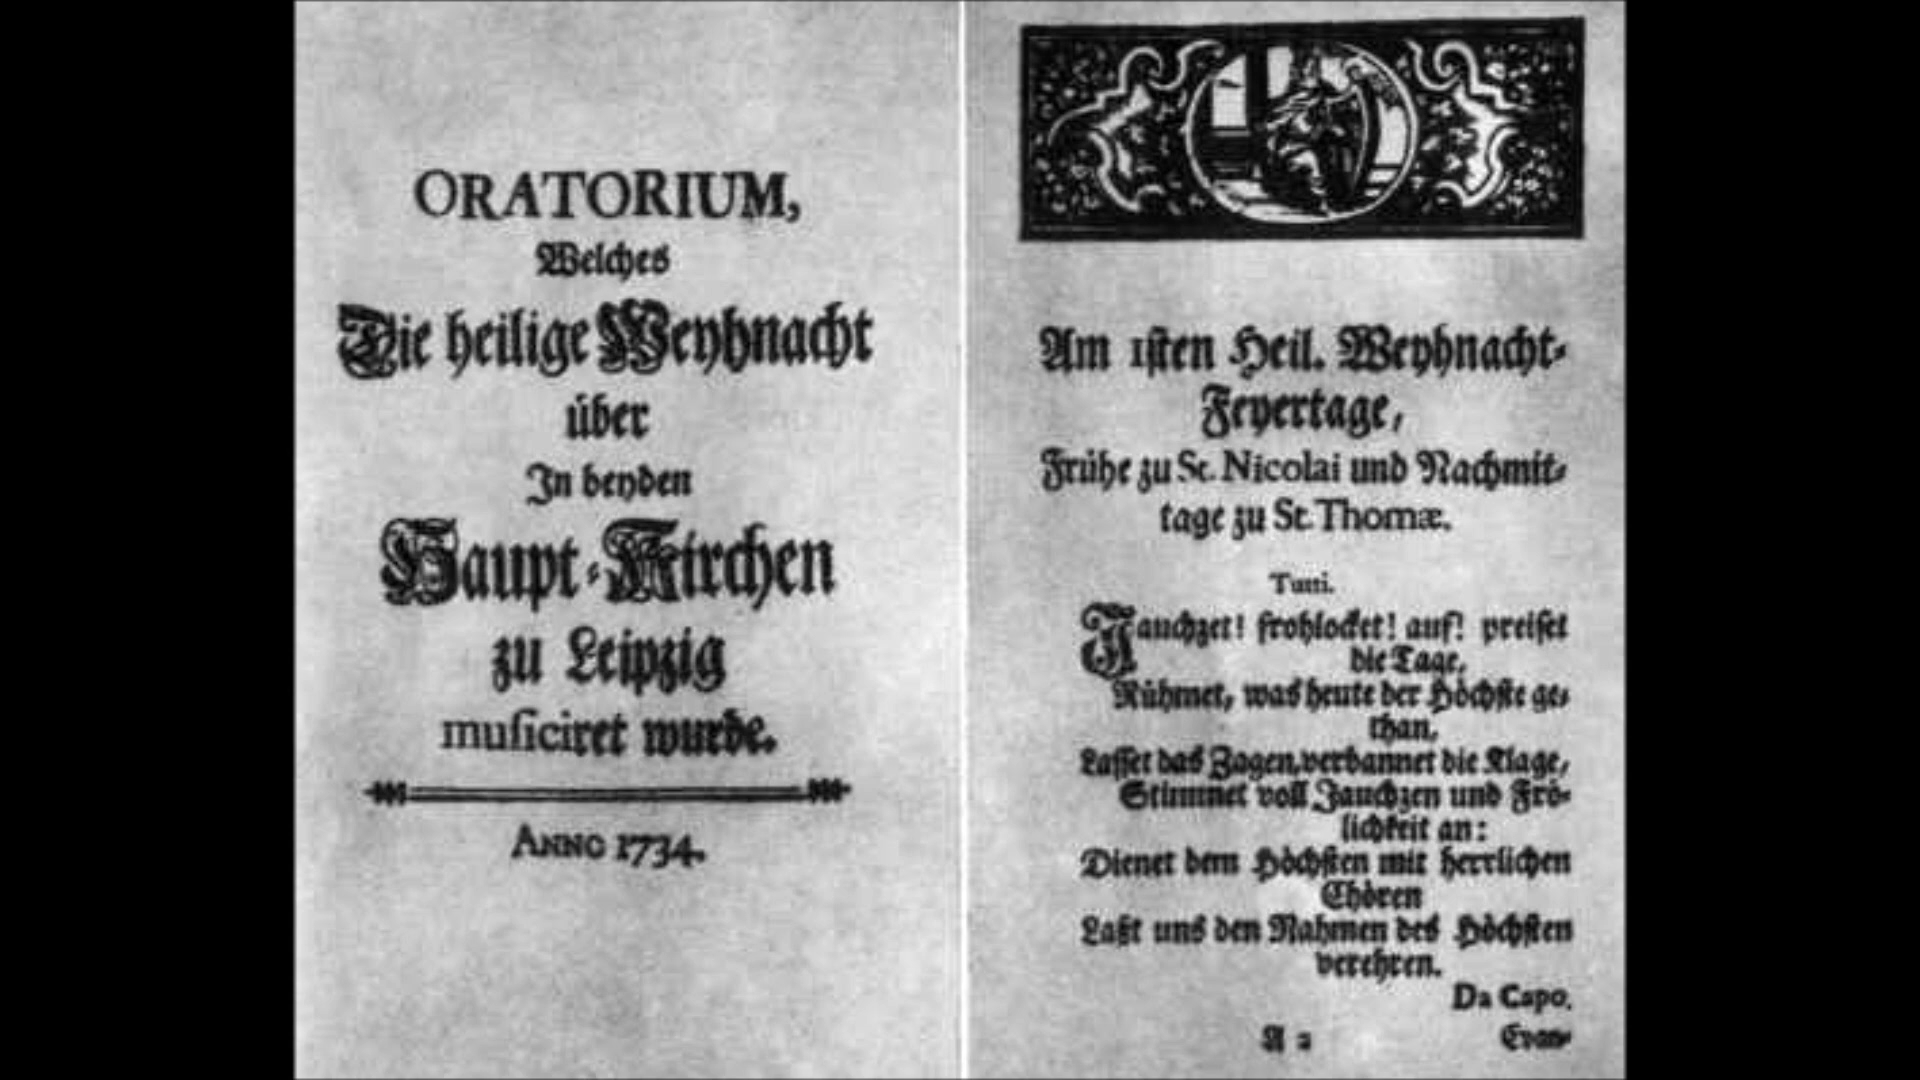 ORATORIUM,
Welches
Die heilige Weyhnacht
über
In beyden
Haupt-Kirchen
zu Leipzig
musiciret wurde.
ANNO 1734.
Am 1sten Heil. Weyhnacht-
Feyertage,
Frühe zu St. Nicolai und Nachmit-
tage zu St. Thomæ.
Tutti.
Jauchzet! frohlocket! auf! preiset
die Tage,
Rühmet, was heute der Höchste ge-
than,
Lasset das Zagen, verbannet die Klage,
Stimmet voll Jauchzen und Frö-
lichkeit an:
Dienet dem Höchsten mit herrlichen
Chören
Laßt uns den Nahmen des Höchsten
verehren.
Da Capo.
A 2 Evan-